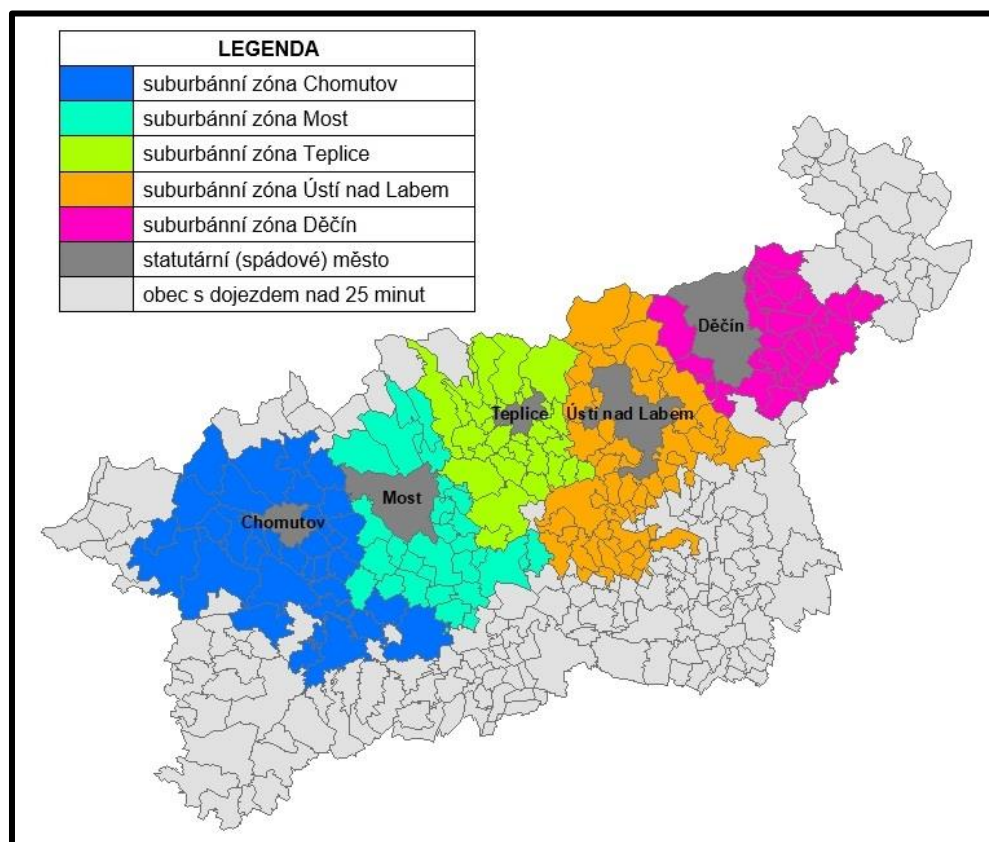 LEGENDA
suburbánní zóna Chomutov
suburbánní zóna Most
suburbánní zóna Teplice
suburbánní zóna Ústí nad Labem
suburbánní zóna Děčín
statutární (spádové) město
obec s dojezdem nad 25 minut
Děčín
Teplice
Ústí nad Labem
Most
Chomutov